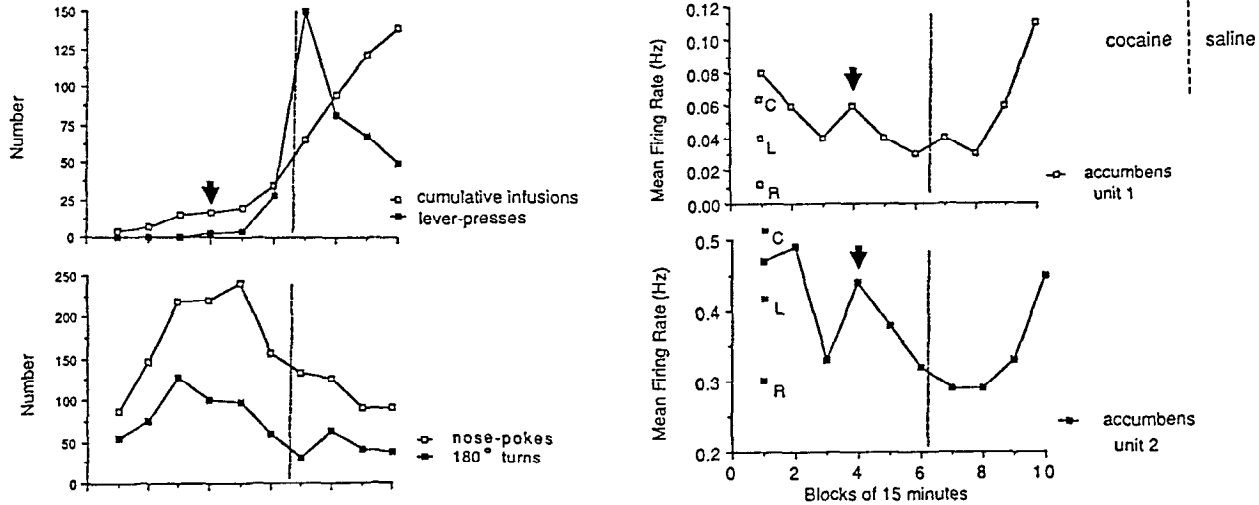 150
125
100
75
50
25
0
Number
cumulative infusions
lever-presses
250
200
150
100
50
0
Number
nose-pokes
180° turns
0.12
0.10
0.08
0.06
0.04
0.02
0.00
Mean Firing Rate (Hz)
C
L
R
accumbens
unit 1
cocaine
saline
0.5
0.4
0.3
0.2
Mean Firing Rate (Hz)
C
L
R
accumbens
unit 2
0 2 4 6 8 10
Blocks of 15 minutes